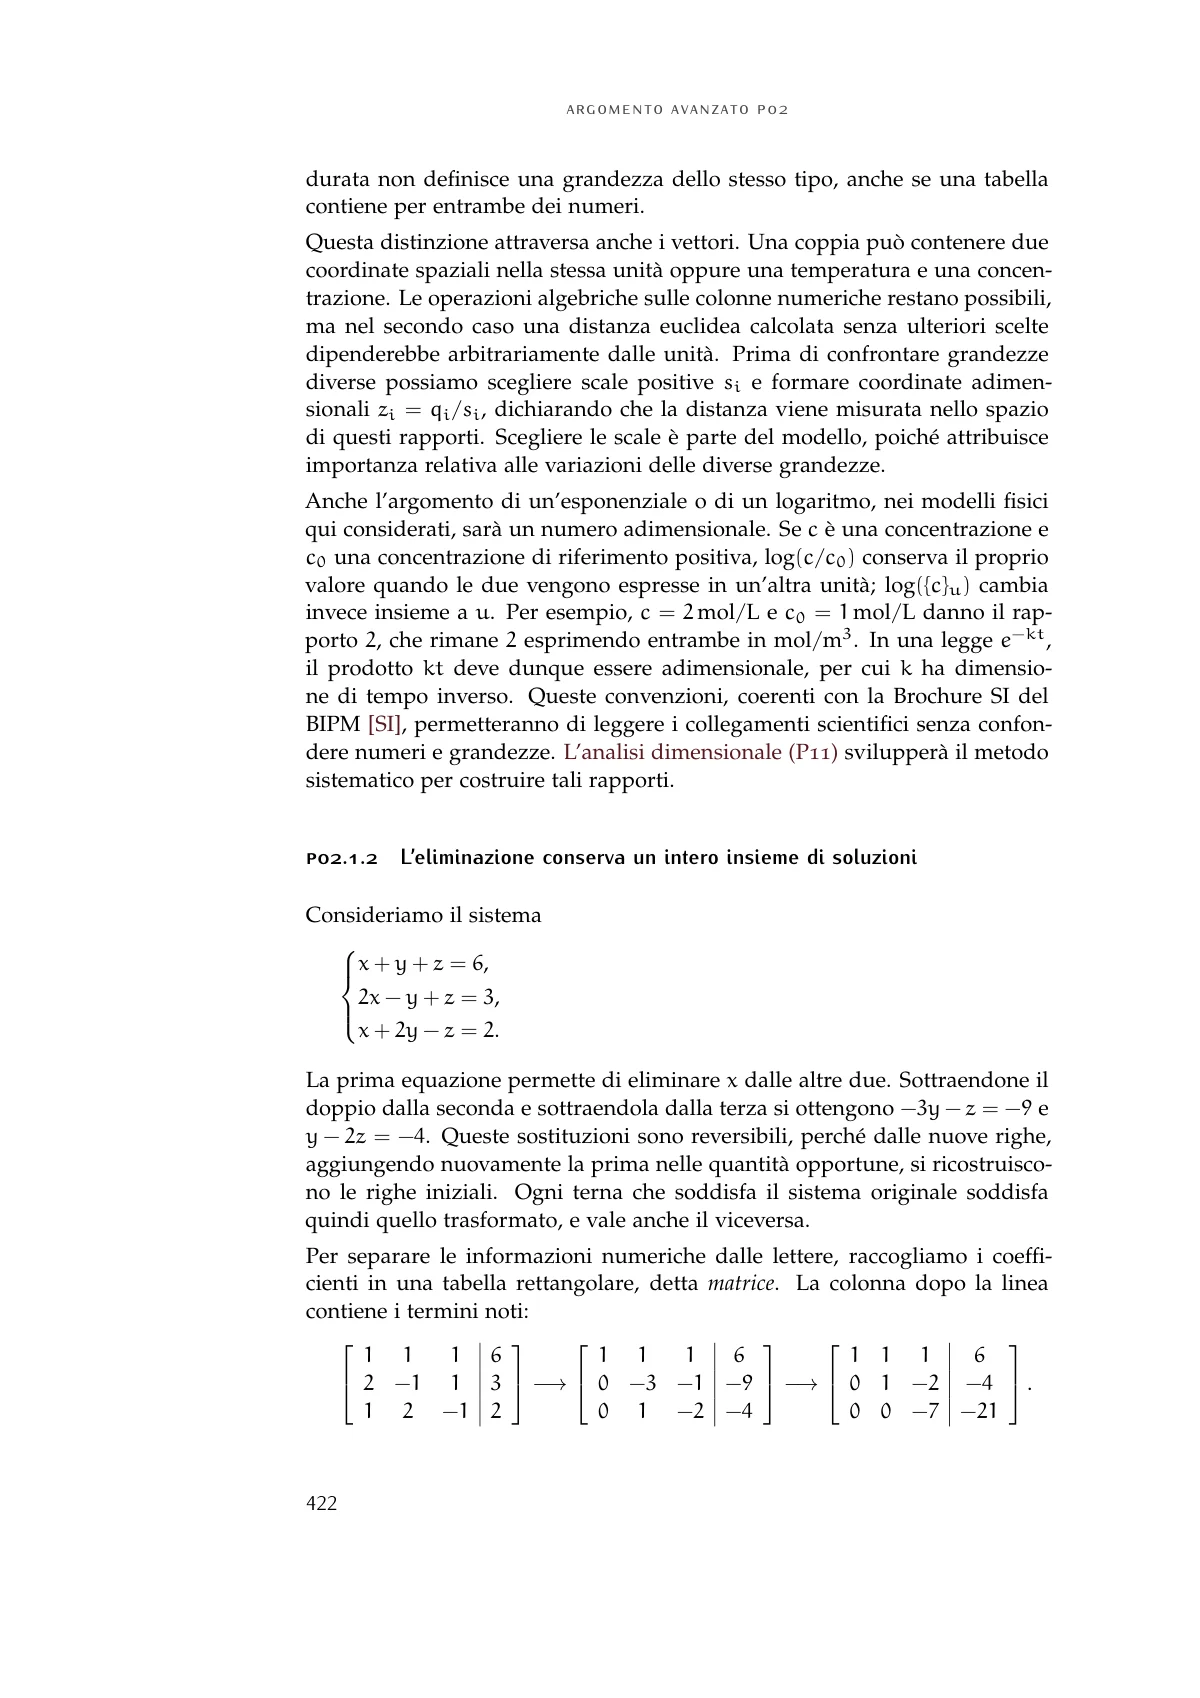 ARGOMENTO AVANZATO P02
durata non definisce una grandezza dello stesso tipo, anche se una tabella
contiene per entrambe dei numeri.
Questa distinzione attraversa anche i vettori. Una coppia può contenere due
coordinate spaziali nella stessa unità oppure una temperatura e una concen-
trazione. Le operazioni algebriche sulle colonne numeriche restano possibili,
ma nel secondo caso una distanza euclidea calcolata senza ulteriori scelte
dipenderebbe arbitrariamente dalle unità. Prima di confrontare grandezze
diverse possiamo scegliere scale positive sᵢ e formare coordinate adimen-
sionali zᵢ = qᵢ/sᵢ, dichiarando che la distanza viene misurata nello spazio
di questi rapporti. Scegliere le scale è parte del modello, poiché attribuisce
importanza relativa alle variazioni delle diverse grandezze.
Anche l'argomento di un'esponenziale o di un logaritmo, nei modelli fisici
qui considerati, sarà un numero adimensionale. Se c è una concentrazione e
c₀ una concentrazione di riferimento positiva, log(c/c₀) conserva il proprio
valore quando le due vengono espresse in un'altra unità; log({c}ᵤ) cambia
invece insieme a u. Per esempio, c = 2 mol/L e c₀ = 1 mol/L danno il rap-
porto 2, che rimane 2 esprimendo entrambe in mol/m³. In una legge e⁻ᵏᵗ,
il prodotto kt deve dunque essere adimensionale, per cui k ha dimensio-
ne di tempo inverso. Queste convenzioni, coerenti con la Brochure SI del
BIPM [SI], permetteranno di leggere i collegamenti scientifici senza confon-
dere numeri e grandezze. L'analisi dimensionale (P11) svilupperà il metodo
sistematico per costruire tali rapporti.
P02.1.2 L'eliminazione conserva un intero insieme di soluzioni
Consideriamo il sistema
x + y + z = 6,
2x − y + z = 3,
x + 2y − z = 2.
La prima equazione permette di eliminare x dalle altre due. Sottraendone il
doppio dalla seconda e sottraendola dalla terza si ottengono −3y − z = −9 e
y − 2z = −4. Queste sostituzioni sono reversibili, perché dalle nuove righe,
aggiungendo nuovamente la prima nelle quantità opportune, si ricostruisco-
no le righe iniziali. Ogni terna che soddisfa il sistema originale soddisfa
quindi quello trasformato, e vale anche il viceversa.
Per separare le informazioni numeriche dalle lettere, raccogliamo i coeffi-
cienti in una tabella rettangolare, detta matrice. La colonna dopo la linea
contiene i termini noti:
1 1 1 | 6 1 1 1 | 6 1 1 1 | 6
2 −1 1 | 3 ⟶ 0 −3 −1 | −9 ⟶ 0 1 −2 | −4 .
1 2 −1 | 2 0 1 −2 | −4 0 0 −7 | −21
422